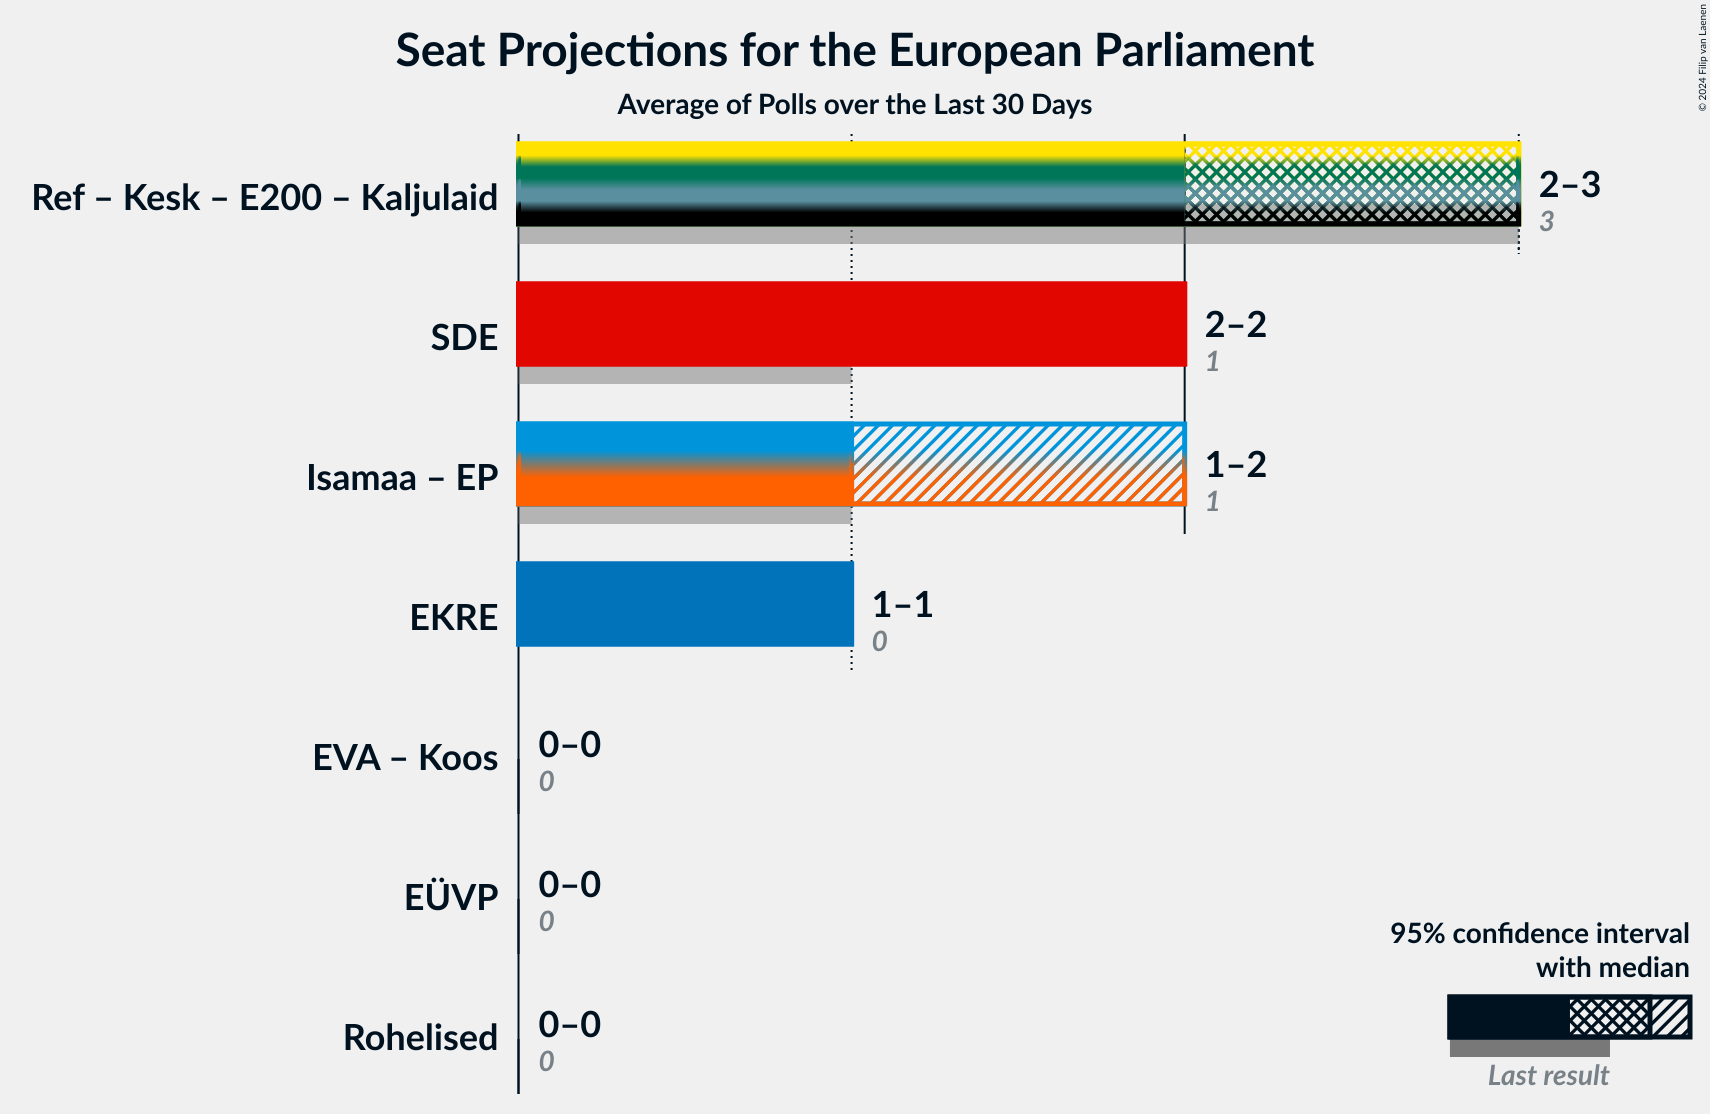 Seat Projections for the European Parliament
Average of Polls over the Last 30 Days
© 2024 Filip van Laenen
Ref – Kesk – E200 – Kaljulaid
2–3
3
SDE
2–2
1
Isamaa – EP
1–2
1
EKRE
1–1
0
EVA – Koos
0–0
0
EÜVP
0–0
0
Rohelised
0–0
0
95% confidence interval
with median
Last result